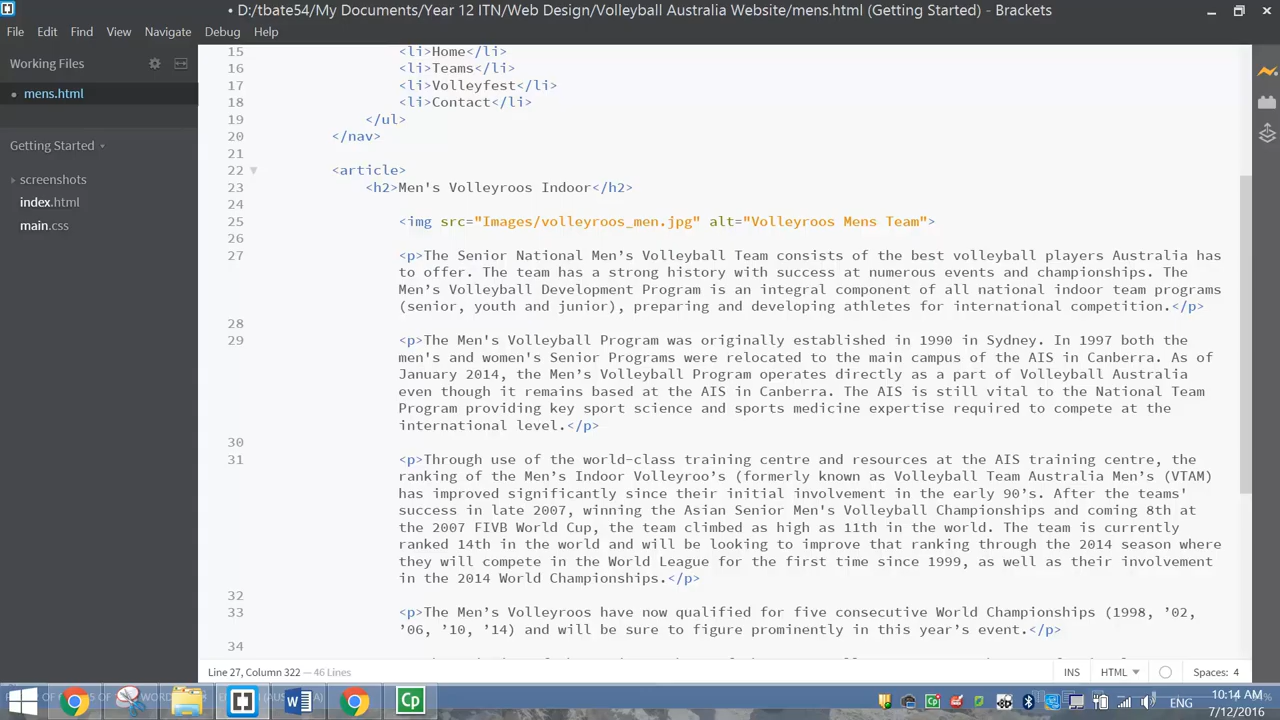 • D:/tbate54/My Documents/Year 12 ITN/Web Design/Volleyball Australia Website/mens.html (Getting Started) - Brackets
File Edit Find View Navigate Debug Help
Working Files
• mens.html
Getting Started
screenshots
index.html
main.css
15 <li>Home</li>
16 <li>Teams</li>
17 <li>Volleyfest</li>
18 <li>Contact</li>
19 </ul>
20 </nav>
21
22 <article>
23 <h2>Men's Volleyroos Indoor</h2>
24
25 <img src="Images/volleyroos_men.jpg" alt="Volleyroos Mens Team">
26
27 <p>The Senior National Men’s Volleyball Team consists of the best volleyball players Australia has
to offer. The team has a strong history with success at numerous events and championships. The
Men’s Volleyball Development Program is an integral component of all national indoor team programs
(senior, youth and junior), preparing and developing athletes for international competition.</p>
28
29 <p>The Men's Volleyball Program was originally established in 1990 in Sydney. In 1997 both the
men's and women's Senior Programs were relocated to the main campus of the AIS in Canberra. As of
January 2014, the Men’s Volleyball Program operates directly as a part of Volleyball Australia
even though it remains based at the AIS in Canberra. The AIS is still vital to the National Team
Program providing key sport science and sports medicine expertise required to compete at the
international level.</p>
30
31 <p>Through use of the world-class training centre and resources at the AIS training centre, the
ranking of the Men’s Indoor Volleyroo’s (formerly known as Volleyball Team Australia Men’s (VTAM)
has improved significantly since their initial involvement in the early 90’s. After the teams'
success in late 2007, winning the Asian Senior Men's Volleyball Championships and coming 8th at
the 2007 FIVB World Cup, the team climbed as high as 11th in the world. The team is currently
ranked 14th in the world and will be looking to improve that ranking through the 2014 season where
they will compete in the World League for the first time since 1999, as well as their involvement
in the 2014 World Championships.</p>
32
33 <p>The Men’s Volleyroos have now qualified for five consecutive World Championships (1998, ’02,
’06, ’10, ’14) and will be sure to figure prominently in this year’s event.</p>
34
Line 27, Column 322 — 46 Lines
INS HTML Spaces: 4
ENG
10:14 AM
7/12/2016